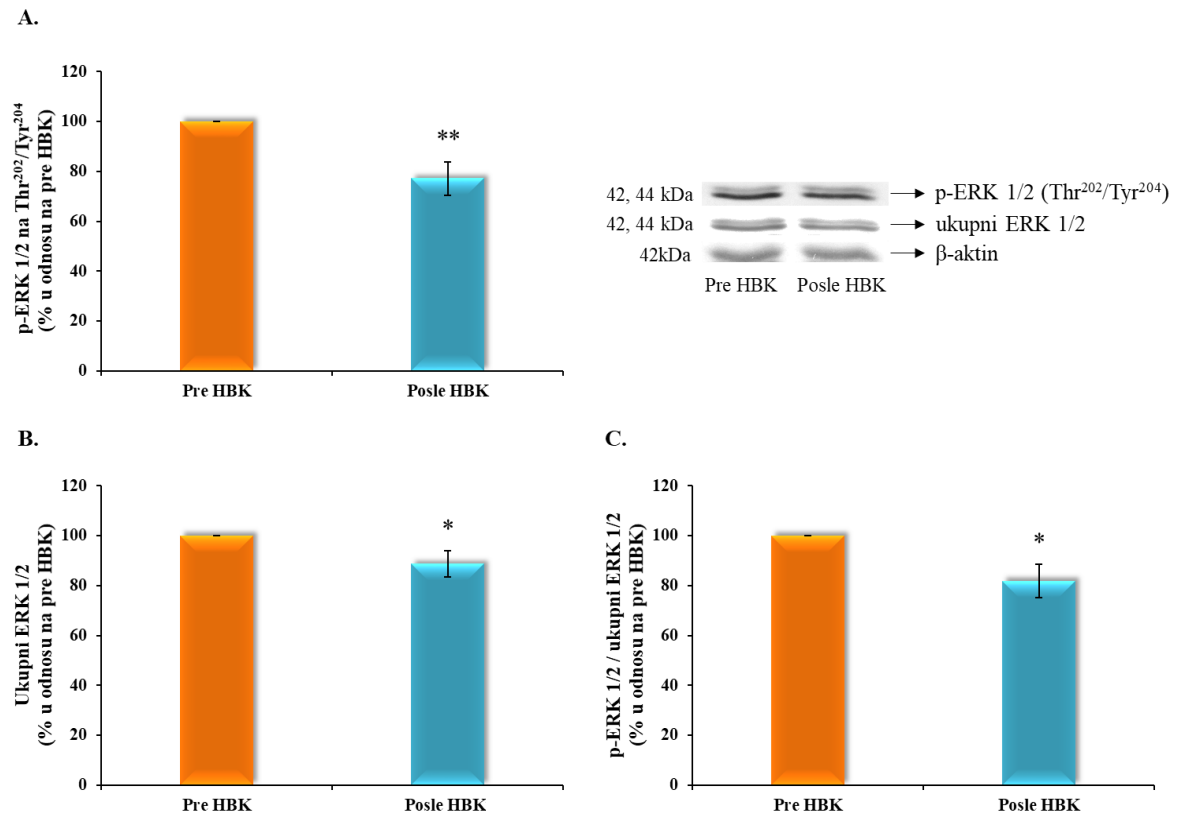 A.
p-ERK 1/2 na Thr²⁰²/Tyr²⁰⁴
(% u odnosu na pre HBK)
120
100
80
60
40
20
0
**
Pre HBK
Posle HBK
42, 44 kDa
p-ERK 1/2 (Thr²⁰²/Tyr²⁰⁴)
42, 44 kDa
ukupni ERK 1/2
42kDa
β-aktin
Pre HBK
Posle HBK
B.
Ukupni ERK 1/2
(% u odnosu na pre HBK)
120
100
80
60
40
20
0
*
Pre HBK
Posle HBK
C.
p-ERK 1/2 / ukupni ERK 1/2
(% u odnosu na pre HBK)
120
100
80
60
40
20
0
*
Pre HBK
Posle HBK